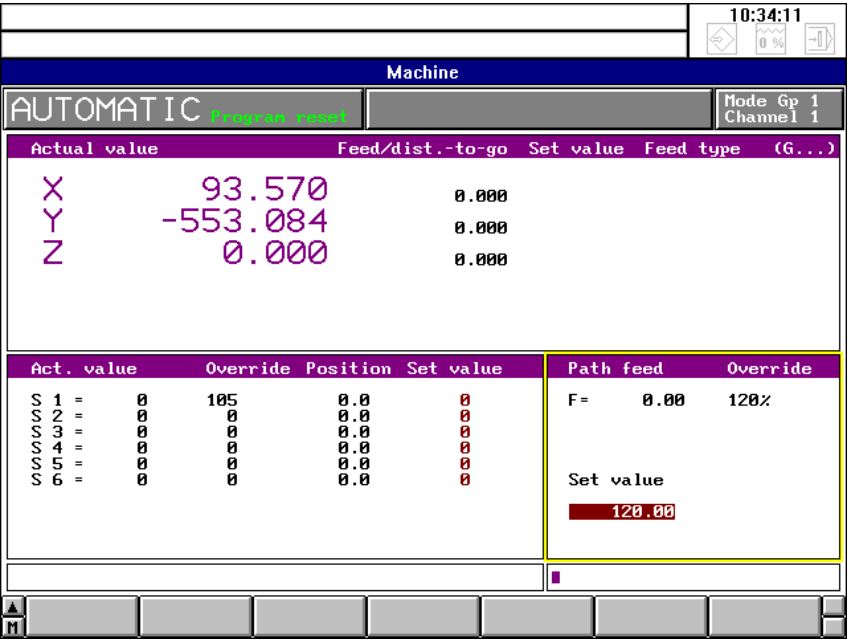 10:34:11
0 %
Machine
AUTOMATIC Program reset
Mode Gp 1
Channel 1
Actual value Feed/dist.-to-go Set value Feed type (G...)
X 93.570 0.000
Y -553.084 0.000
Z 0.000 0.000
Act. value Override Position Set value
S 1 = 0 105 0.0 0
S 2 = 0 0 0.0 0
S 3 = 0 0 0.0 0
S 4 = 0 0 0.0 0
S 5 = 0 0 0.0 0
S 6 = 0 0 0.0 0
Path feed Override
F= 0.00 120%
Set value
120.00
M